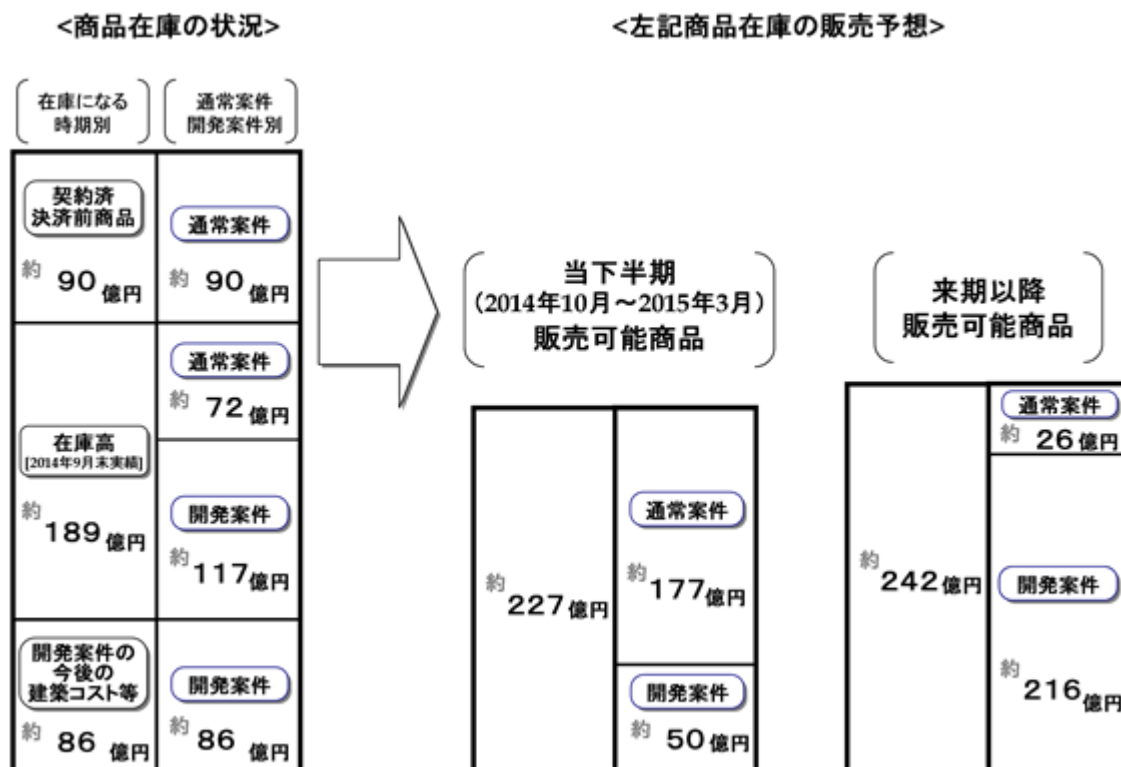 <商品在庫の状況>
<左記商品在庫の販売予想>
在庫になる
時期別
通常案件
開発案件別
契約済
決済前商品
約 90 億円
通常案件
約 90 億円
通常案件
約 72 億円
在庫高
[2014年9月末実績]
約 189 億円
開発案件
約 117 億円
開発案件の
今後の
建築コスト等
約 86 億円
開発案件
約 86 億円
当下半期
(2014年10月～2015年3月)
販売可能商品
約 227 億円
通常案件
約 177 億円
開発案件
約 50 億円
来期以降
販売可能商品
約 242 億円
通常案件
約 26 億円
開発案件
約 216 億円